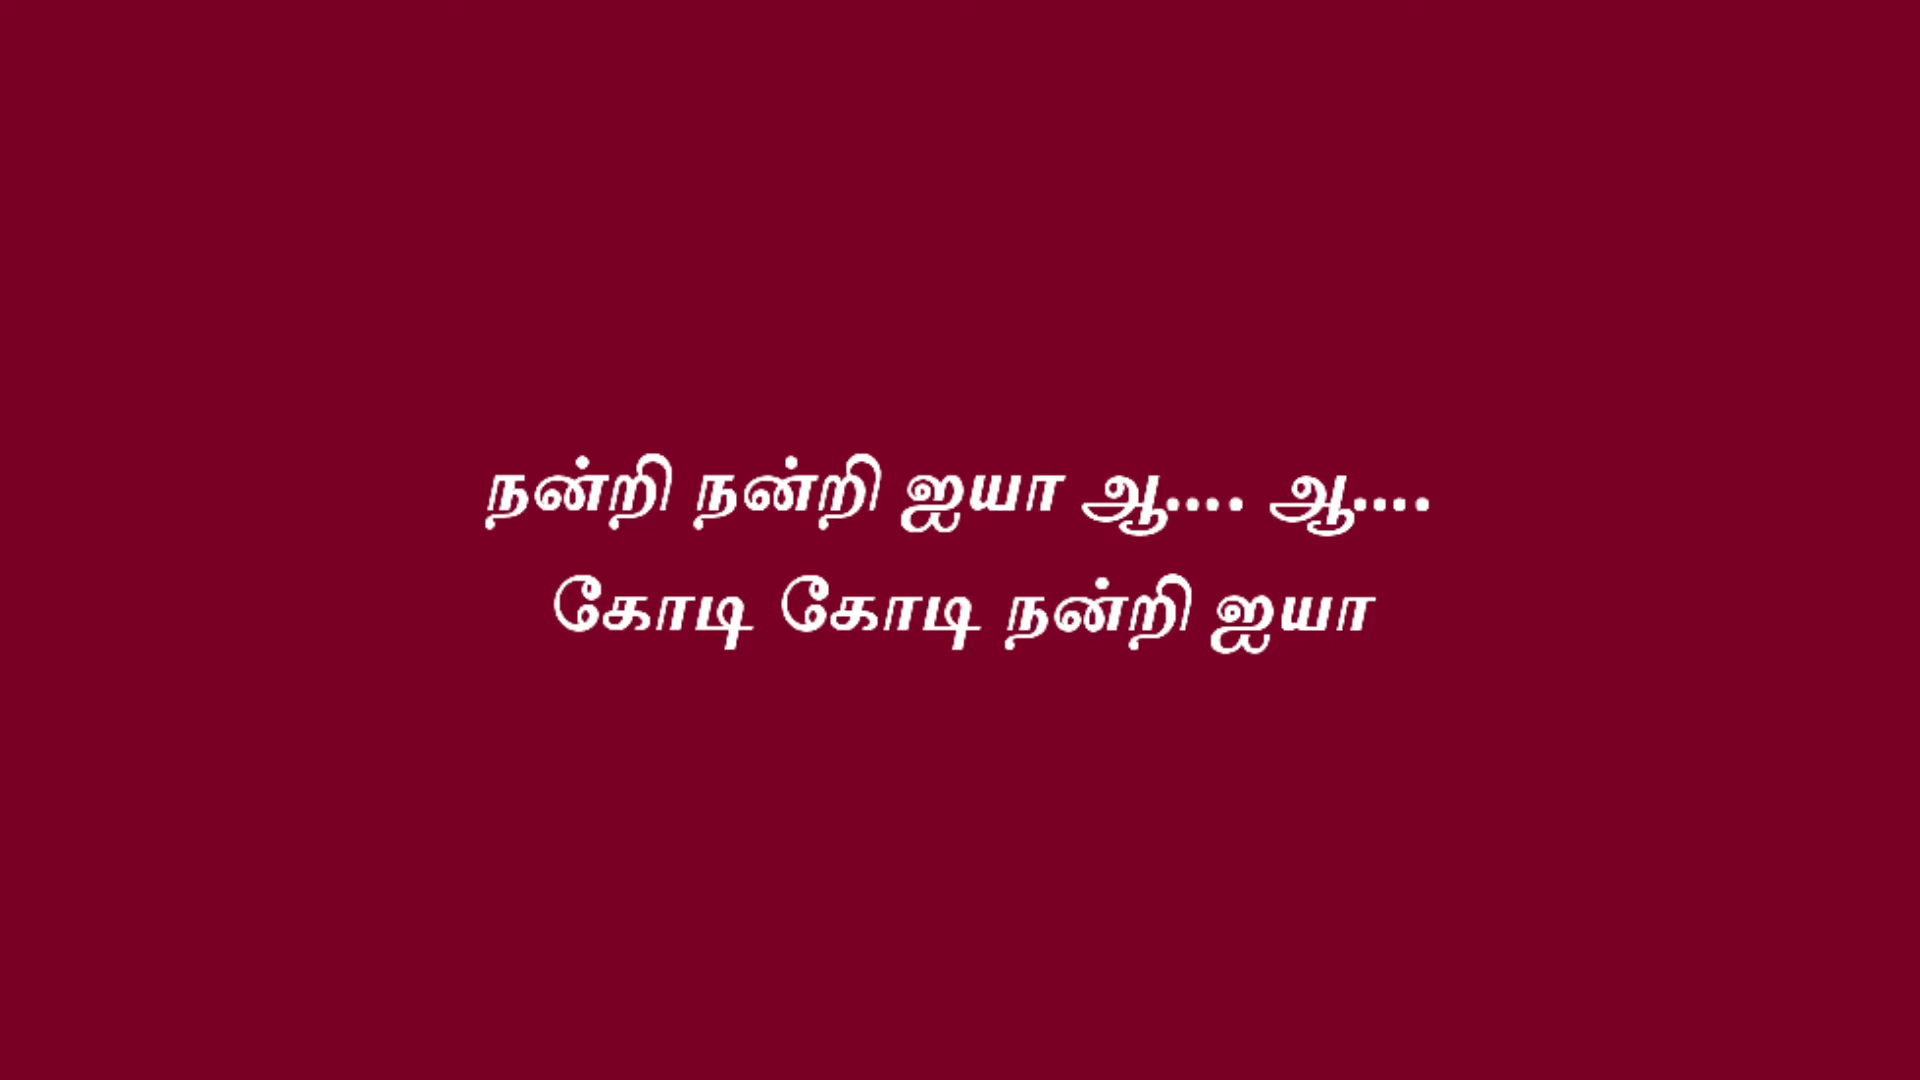 நன்றி நன்றி ஐயா ஆ.... ஆ....
கோடி கோடி நன்றி ஐயா